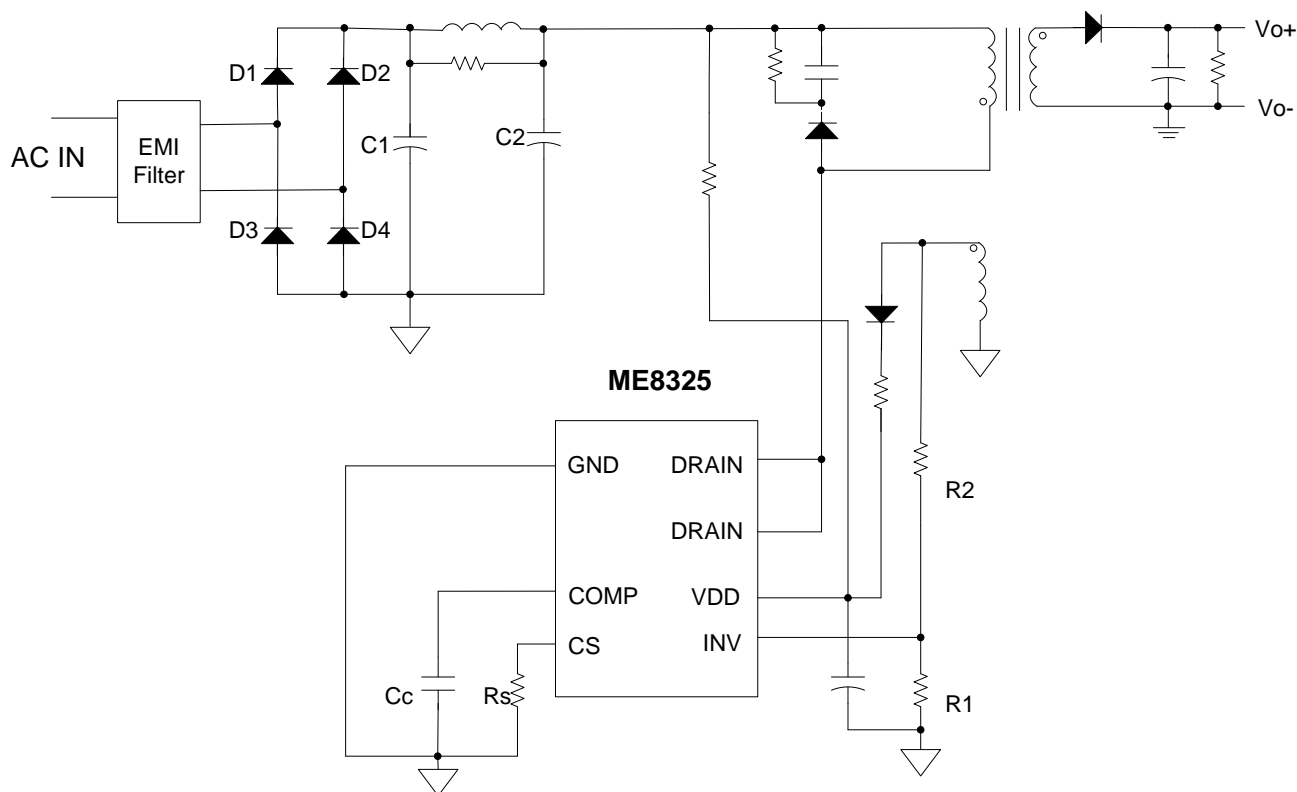 Vo+
D1
D2
EMI
Filter
AC IN
C1
C2
Vo-
D3
D4
ME8325
GND
DRAIN
R2
DRAIN
COMP
VDD
CS
INV
Cc
Rs
R1